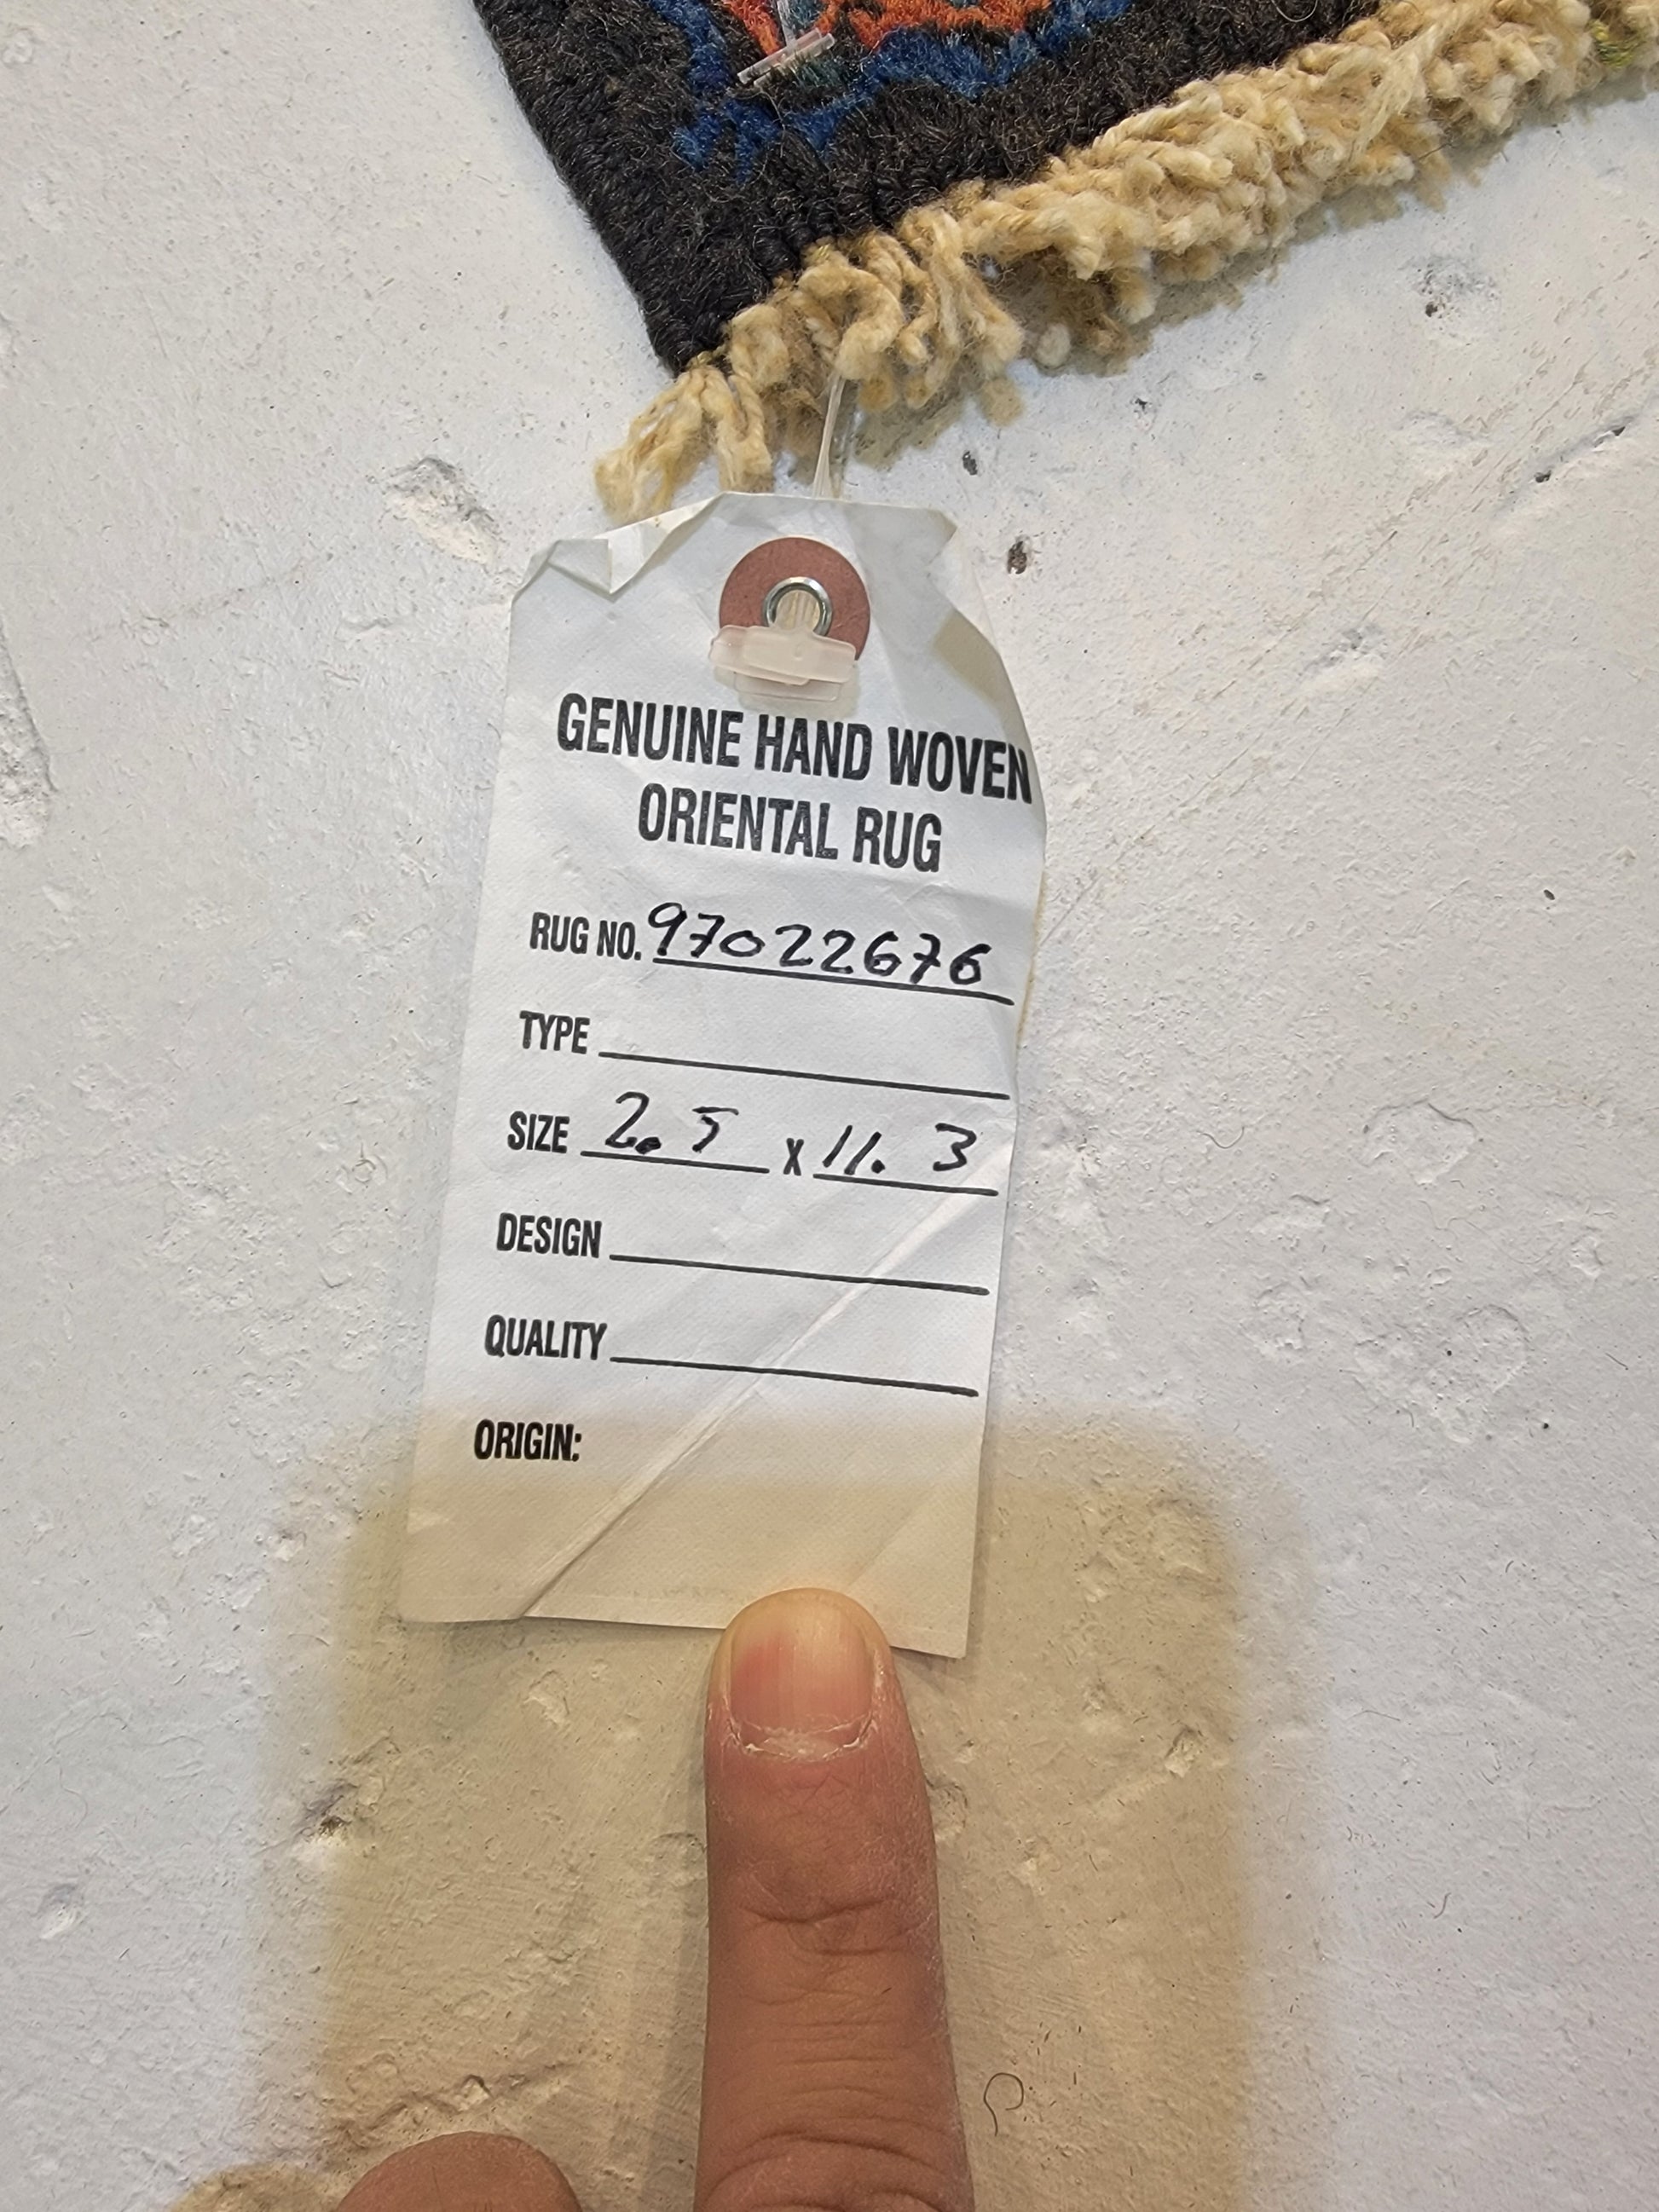 GENUINE HAND WOVEN
ORIENTAL RUG
RUG NO. 97022676
TYPE
SIZE 2.5 x 11.3
DESIGN
QUALITY
ORIGIN: